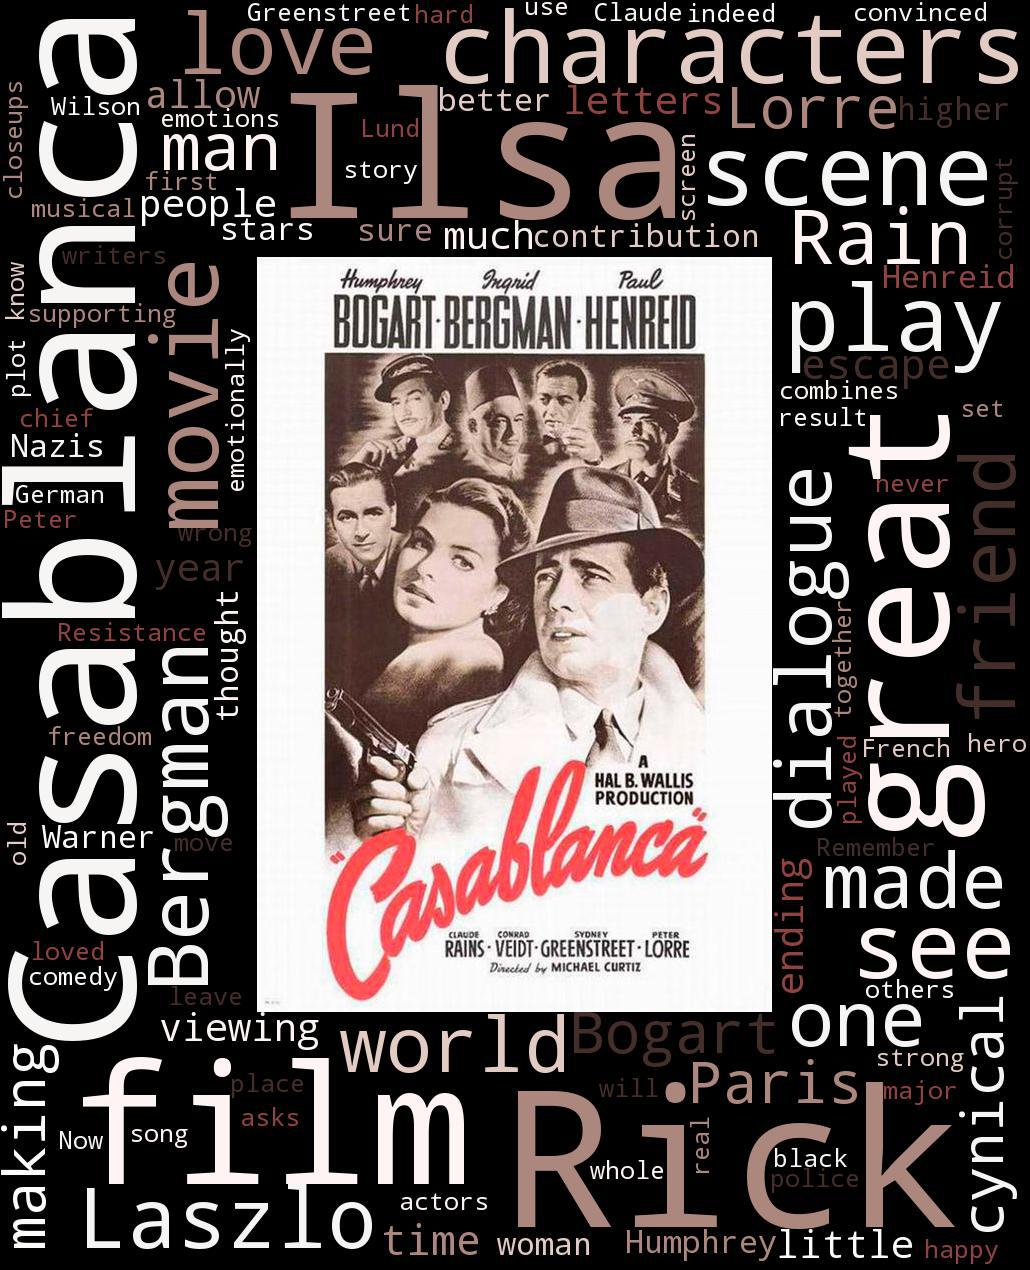 Greenstreet
hard
use
Claude
indeed
convinced
love
characters
closeups
Wilson
allow
emotions
Ilsa
Lund
story
better
letters
Lorre
higher
man
first
people
musical
stars
sure
much
contribution
screen
scene
corrupt
Rain
Henreid
writers
know
supporting
movie
plot
emotionally
play
escape
combines
result
set
chief
Nazis
German
Peter
wrong
year
Casablanca
Resistance
Bergman
thought
freedom
never
great
friend
dialogue
together
played
French
hero
old
Warner
move
Remember
made
ending
see
others
loved
comedy
leave
Humphrey Ingrid Paul
BOGART · BERGMAN · HENREID
A
HAL B. WALLIS
PRODUCTION
"Casablanca"
CLAUDE CONRAD SYDNEY PETER
RAINS · VEIDT · GREENSTREET · LORRE
Directed by MICHAEL CURTIZ
viewing
world
Bogart
one
strong
cynical
making
film
place
asks
Now
song
will
Paris
major
Rick
whole
real
black
police
Laszlo
actors
time
woman
Humphrey
little
happy